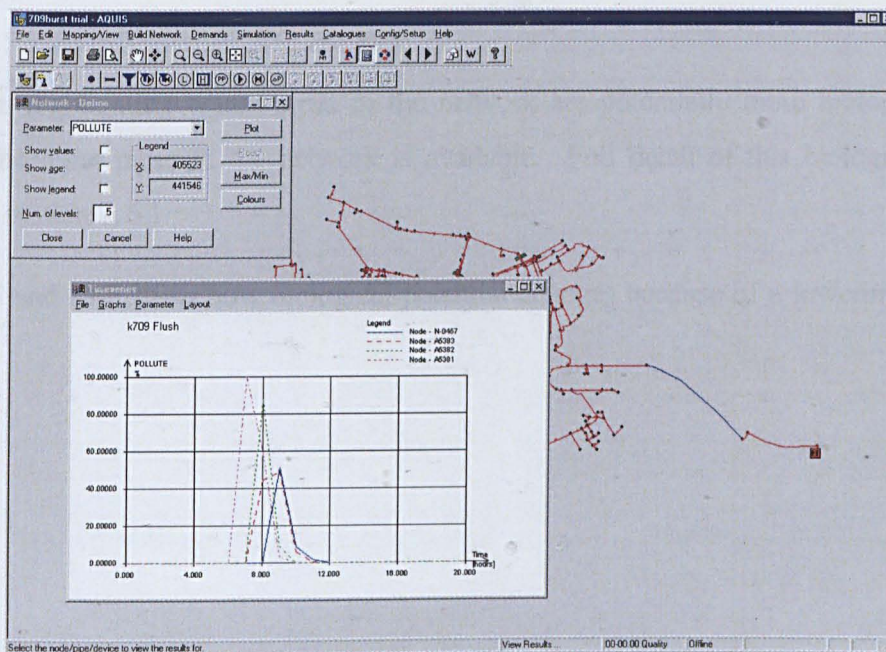 709burst trial - AQUIS
File Edit Mapping/View Build Network Demands Simulation Results Catalogues Config/Setup Help
Network - Define
Parameter: POLLUTE
Plot
Show values:
Legend
Show age:
X: 405523
Max/Min
Show legend:
Y: 441546
Colours
Num. of levels: 5
Close Cancel Help
Timeseries
File Graphs Parameter Layout
k709 Flush
Legend
Node - N-0467
Node - A6383
Node - A6382
Node - A6381
POLLUTE
%
100.00000
80.00000
60.00000
40.00000
20.00000
0.00000
0.000 4.000 8.000 12.000 16.000 20.000
Time
[hours]
Select the node/pipe/device to view the results for.
View Results ... 00-00:00 Quality Offline